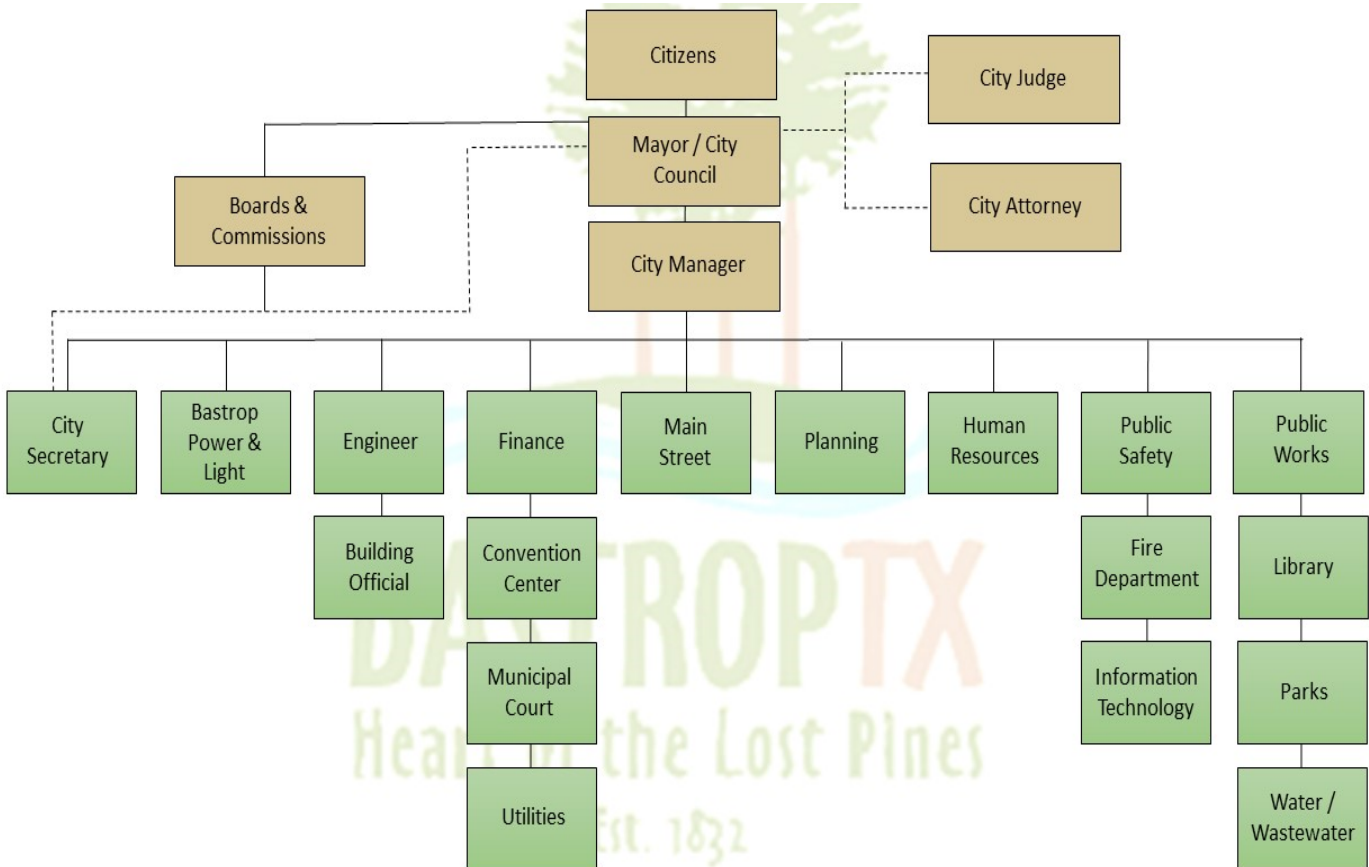 Citizens
City Judge
Mayor / City
Council
Boards &
Commissions
City Attorney
City Manager
City
Secretary
Bastrop
Power &
Light
Engineer
Finance
Main
Street
Planning
Human
Resources
Public
Safety
Public
Works
Building
Official
Convention
Center
Fire
Department
Library
Municipal
Court
Information
Technology
Parks
Utilities
Water /
Wastewater
BASTROPTX
Heart of the Lost Pines
Est. 1832